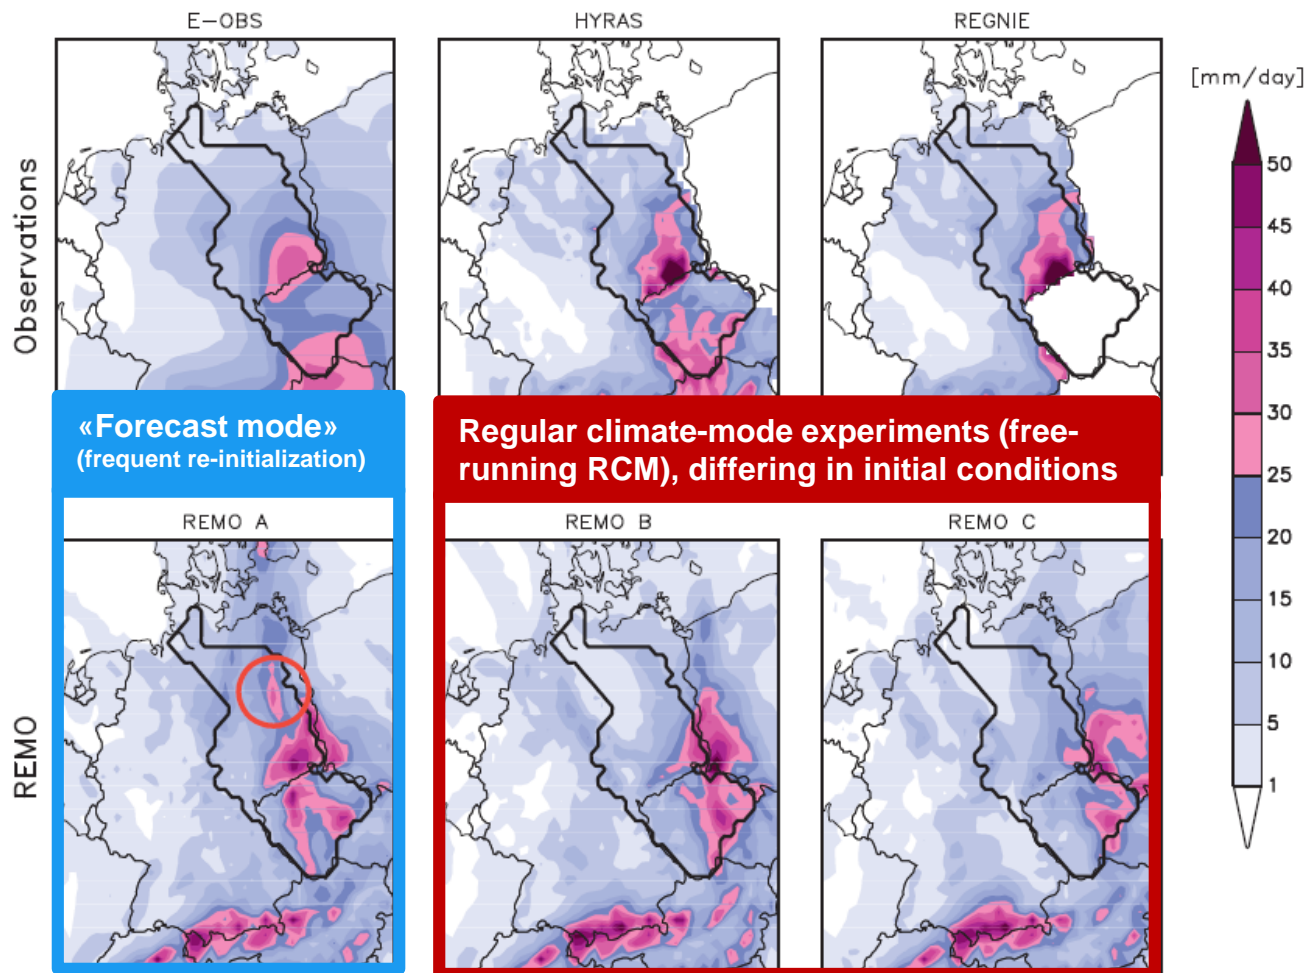 E-OBS
HYRAS
REGNIE
[mm/day]
Observations
50
45
40
35
30
25
20
15
10
5
1
«Forecast mode»
(frequent re-initialization)
Regular climate-mode experiments (free-
running RCM), differing in initial conditions
REMO A
REMO B
REMO C
REMO